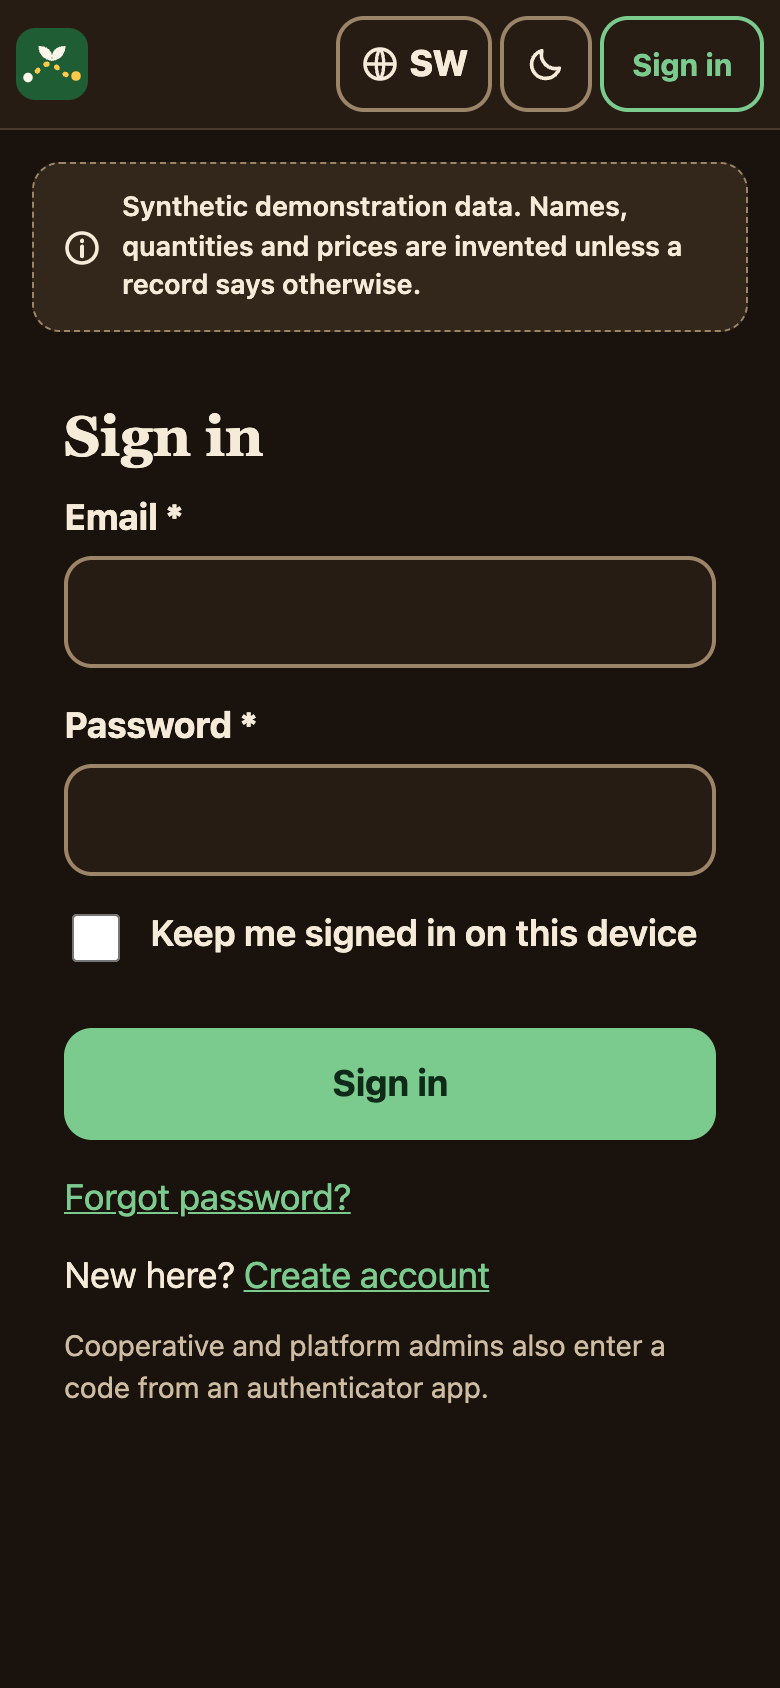 SW
Sign in
Synthetic demonstration data. Names,
quantities and prices are invented unless a
record says otherwise.
Sign in
Email *
Password *
Keep me signed in on this device
Sign in
Forgot password?
New here? Create account
Cooperative and platform admins also enter a
code from an authenticator app.